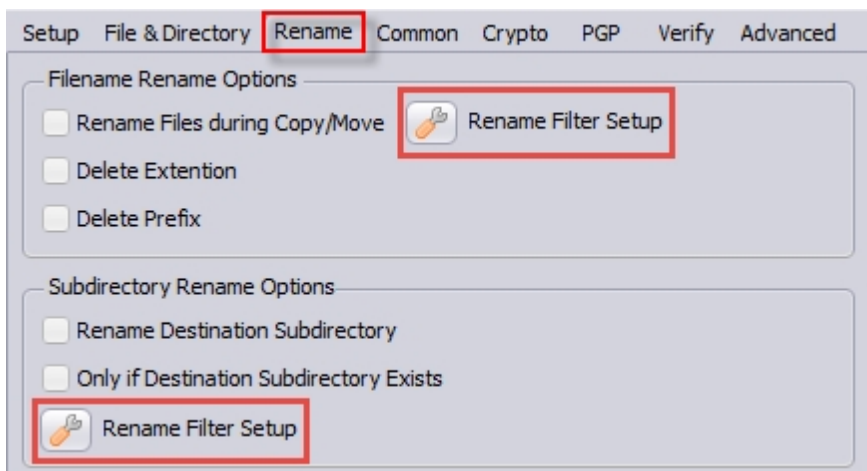 Setup File & Directory Rename Common Crypto PGP Verify Advanced
Filename Rename Options
Rename Files during Copy/Move Rename Filter Setup
Delete Extention
Delete Prefix
Subdirectory Rename Options
Rename Destination Subdirectory
Only if Destination Subdirectory Exists
Rename Filter Setup